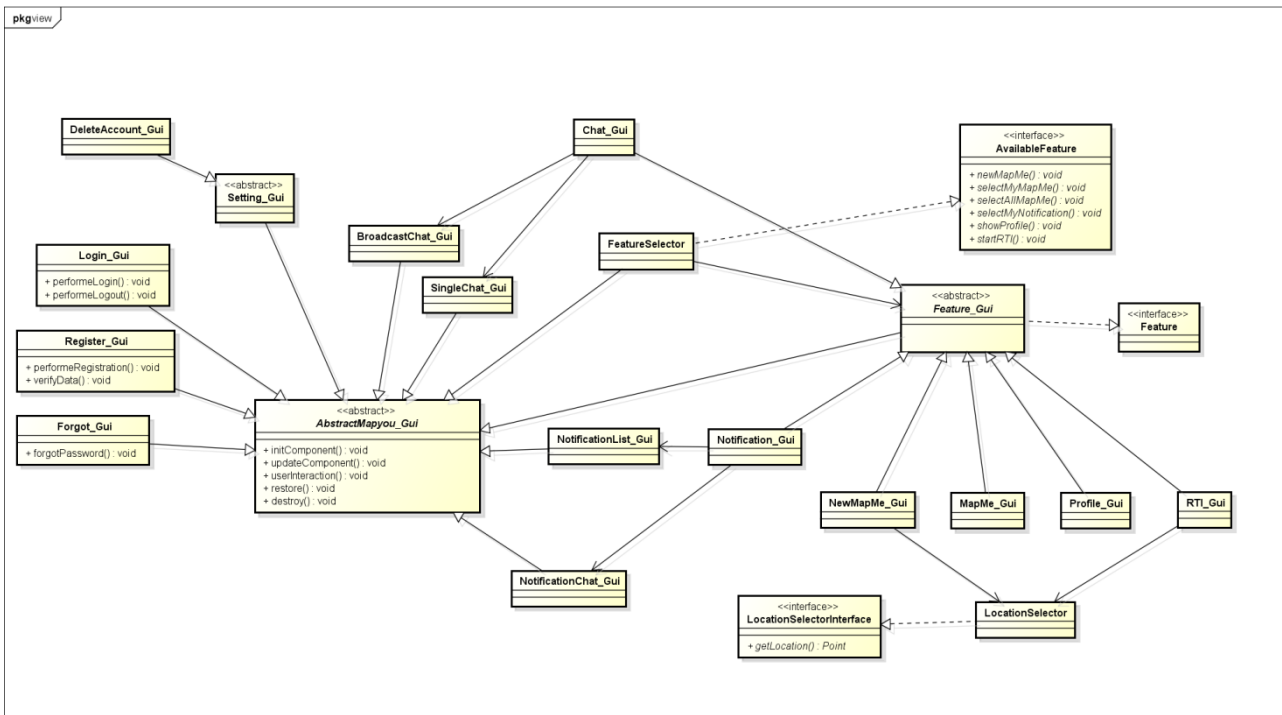 pkg view
DeleteAccount_Gui
<<abstract>>
Setting_Gui
Login_Gui
+ performeLogin() : void
+ performeLogout() : void
Register_Gui
+ performeRegistration() : void
+ verifyData() : void
Forgot_Gui
+ forgotPassword() : void
<<abstract>>
AbstractMapyou_Gui
+ initComponent() : void
+ updateComponent() : void
+ userInteraction() : void
+ restore() : void
+ destroy() : void
BroadcastChat_Gui
SingleChat_Gui
Chat_Gui
FeatureSelector
<<interface>>
AvailableFeature
+ newMapMe() : void
+ selectMyMapMe() : void
+ selectAllMapMe() : void
+ selectMyNotification() : void
+ showProfile() : void
+ startRTI() : void
<<abstract>>
Feature_Gui
<<interface>>
Feature
NotificationList_Gui
Notification_Gui
NotificationChat_Gui
NewMapMe_Gui
MapMe_Gui
Profile_Gui
RTI_Gui
<<interface>>
LocationSelectorInterface
+ getLocation() : Point
LocationSelector